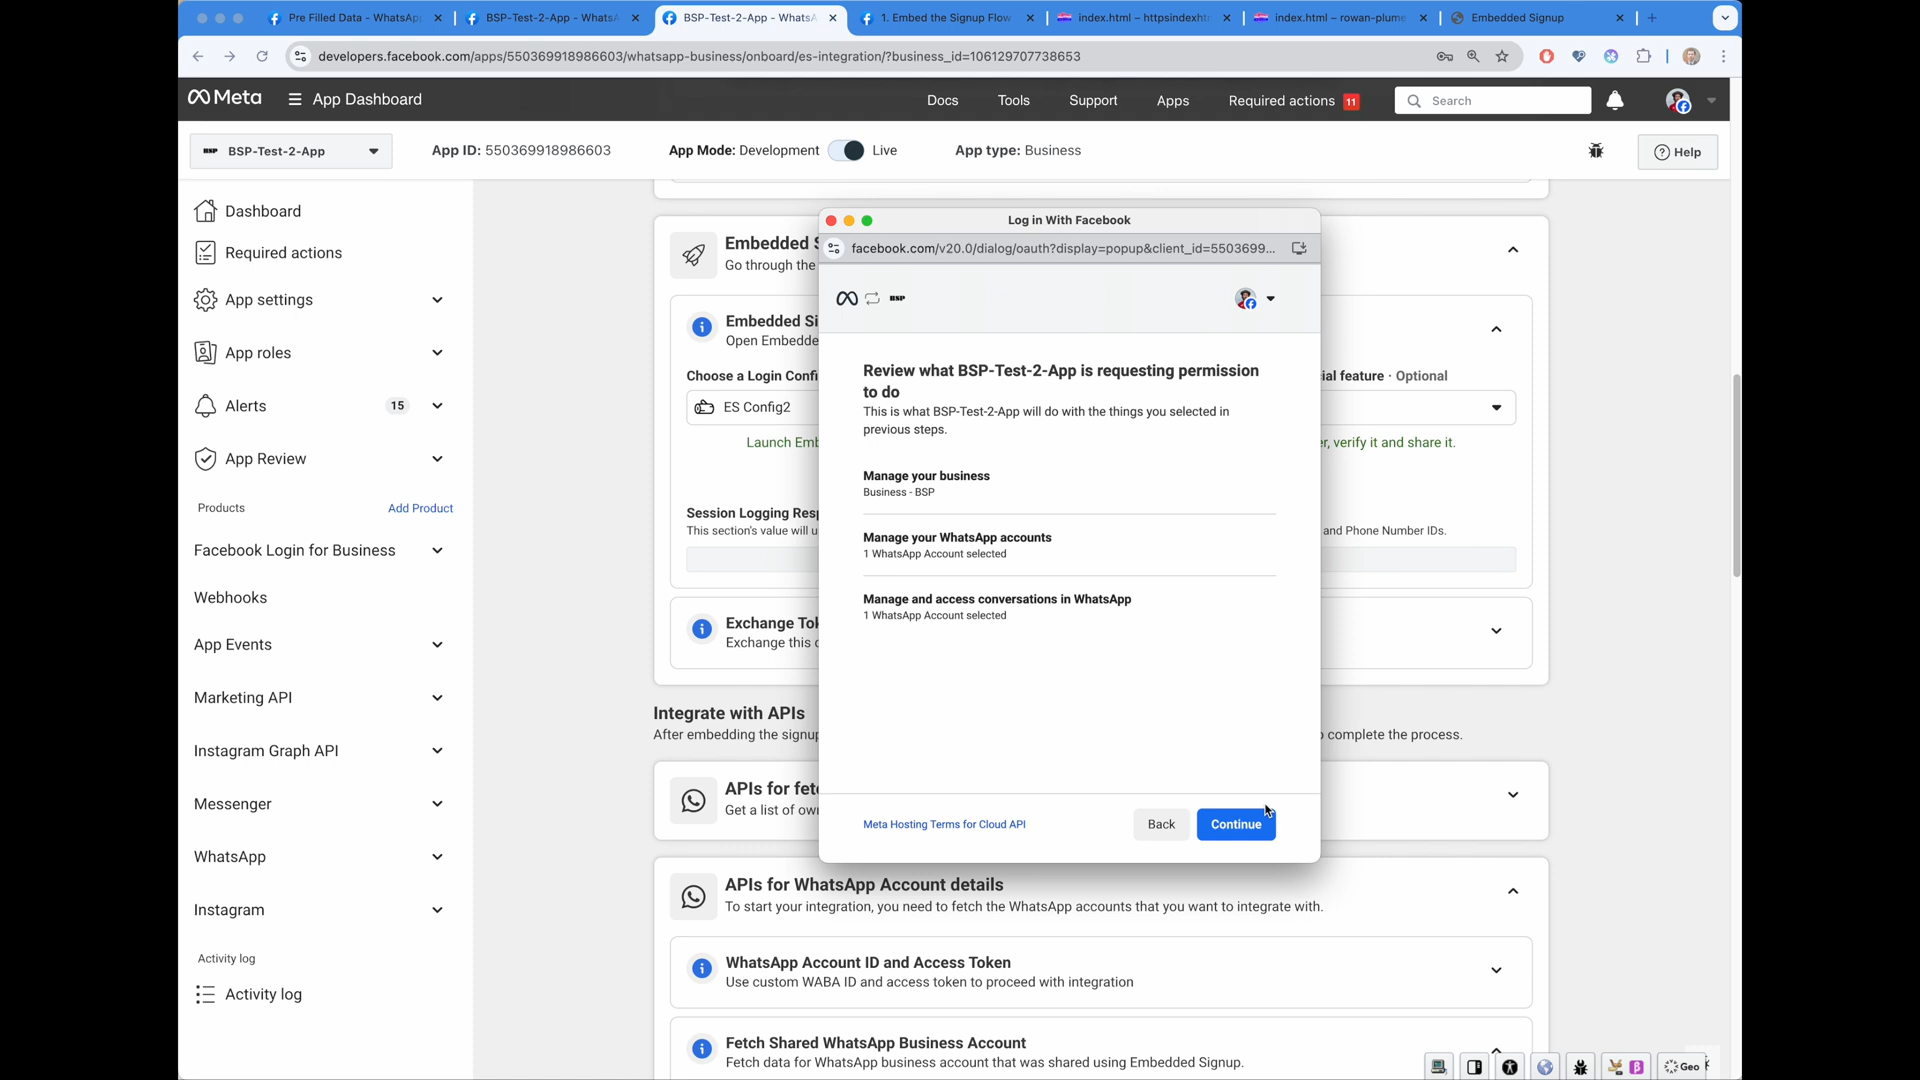 Pre Filled Data - WhatsAp
BSP-Test-2-App - WhatsA
BSP-Test-2-App - WhatsA
1. Embed the Signup Flow
index.html – httpsindexht
index.html – rowan-plume
Embedded Signup
developers.facebook.com/apps/550369918986603/whatsapp-business/onboard/es-integration/?business_id=106129707738653
Meta
App Dashboard
Docs
Tools
Support
Apps
Required actions 11
Search
BSP BSP-Test-2-App
App ID: 550369918986603
App Mode: Development
Live
App type: Business
Help
Dashboard
Required actions
App settings
App roles
Alerts 15
App Review
Products
Add Product
Facebook Login for Business
Webhooks
App Events
Marketing API
Instagram Graph API
Messenger
WhatsApp
Instagram
Activity log
Activity log
Embedded S
Go through the
Embedded Si
Open Embedde
Choose a Login Confi
ial feature · Optional
ES Config2
Launch Emb
r, verify it and share it.
Session Logging Resp
This section's value will u
and Phone Number IDs.
Exchange Tok
Exchange this c
Integrate with APIs
After embedding the signup
o complete the process.
APIs for fet
Get a list of own
APIs for WhatsApp Account details
To start your integration, you need to fetch the WhatsApp accounts that you want to integrate with.
WhatsApp Account ID and Access Token
Use custom WABA ID and access token to proceed with integration
Fetch Shared WhatsApp Business Account
Fetch data for WhatsApp business account that was shared using Embedded Signup.
Log in With Facebook
facebook.com/v20.0/dialog/oauth?display=popup&client_id=5503699...
BSP
Review what BSP-Test-2-App is requesting permission
to do
This is what BSP-Test-2-App will do with the things you selected in
previous steps.
Manage your business
Business - BSP
Manage your WhatsApp accounts
1 WhatsApp Account selected
Manage and access conversations in WhatsApp
1 WhatsApp Account selected
Meta Hosting Terms for Cloud API
Back
Continue
Geo